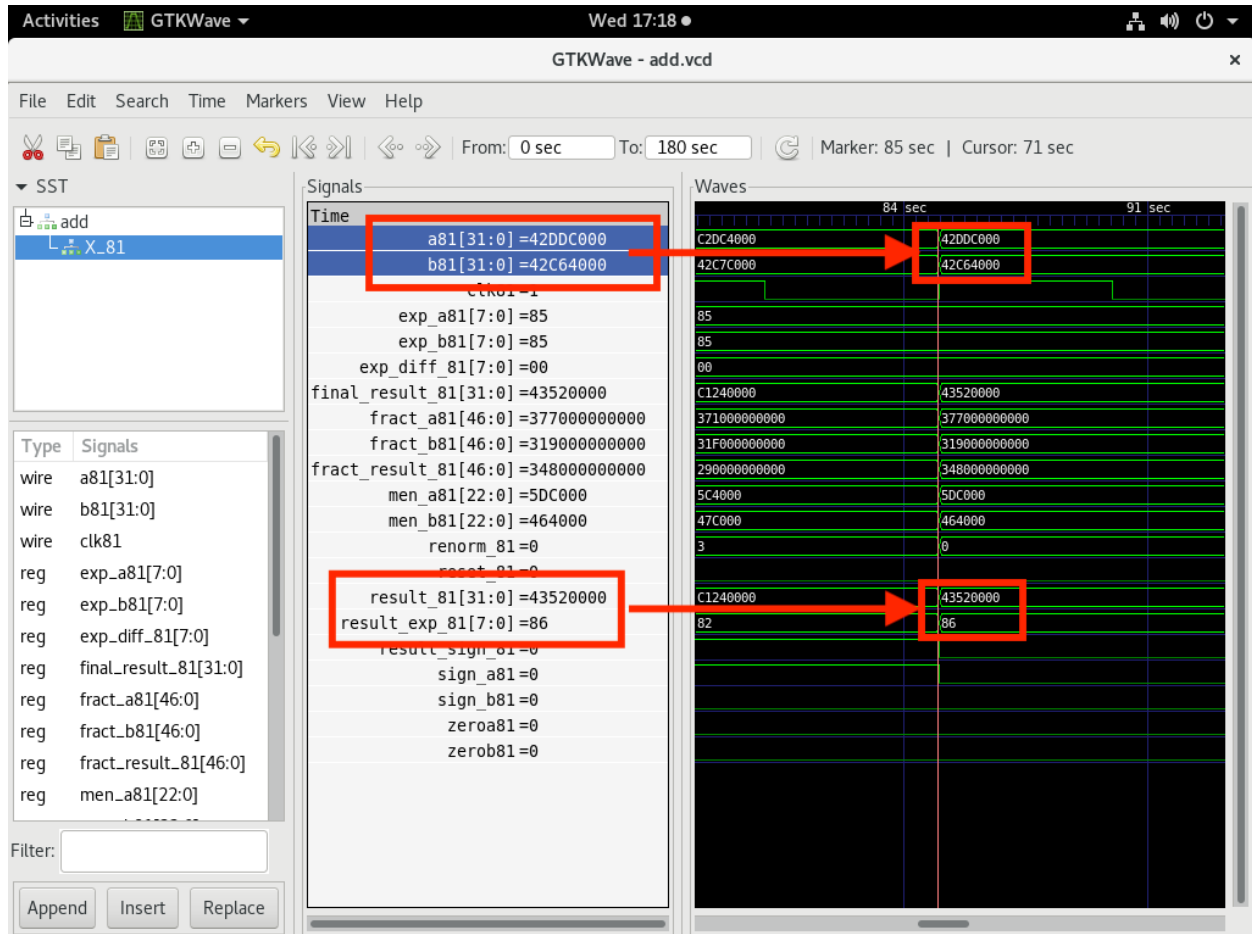 Activities GTKWave Wed 17:18
GTKWave - add.vcd
File Edit Search Time Markers View Help
From: 0 sec To: 180 sec Marker: 85 sec | Cursor: 71 sec
SST
add
X_81
Type Signals
wire a81[31:0]
wire b81[31:0]
wire clk81
reg exp_a81[7:0]
reg exp_b81[7:0]
reg exp_diff_81[7:0]
reg final_result_81[31:0]
reg fract_a81[46:0]
reg fract_b81[46:0]
reg fract_result_81[46:0]
reg men_a81[22:0]
Filter:
Append Insert Replace
Signals
Time
a81[31:0]=42DDC000
b81[31:0]=42C64000
clk81=1
exp_a81[7:0]=85
exp_b81[7:0]=85
exp_diff_81[7:0]=00
final_result_81[31:0]=43520000
fract_a81[46:0]=377000000000
fract_b81[46:0]=319000000000
fract_result_81[46:0]=348000000000
men_a81[22:0]=5DC000
men_b81[22:0]=464000
renorm_81=0
reset_81=0
result_81[31:0]=43520000
result_exp_81[7:0]=86
result_sign_81=0
sign_a81=0
sign_b81=0
zeroa81=0
zerob81=0
Waves
84 sec 91 sec
C2DC4000 42DDC000
42C7C000 42C64000
85
85
00
C1240000 43520000
371000000000 377000000000
31F000000000 319000000000
290000000000 348000000000
5C4000 5DC000
47C000 464000
3 0
C1240000 43520000
82 86